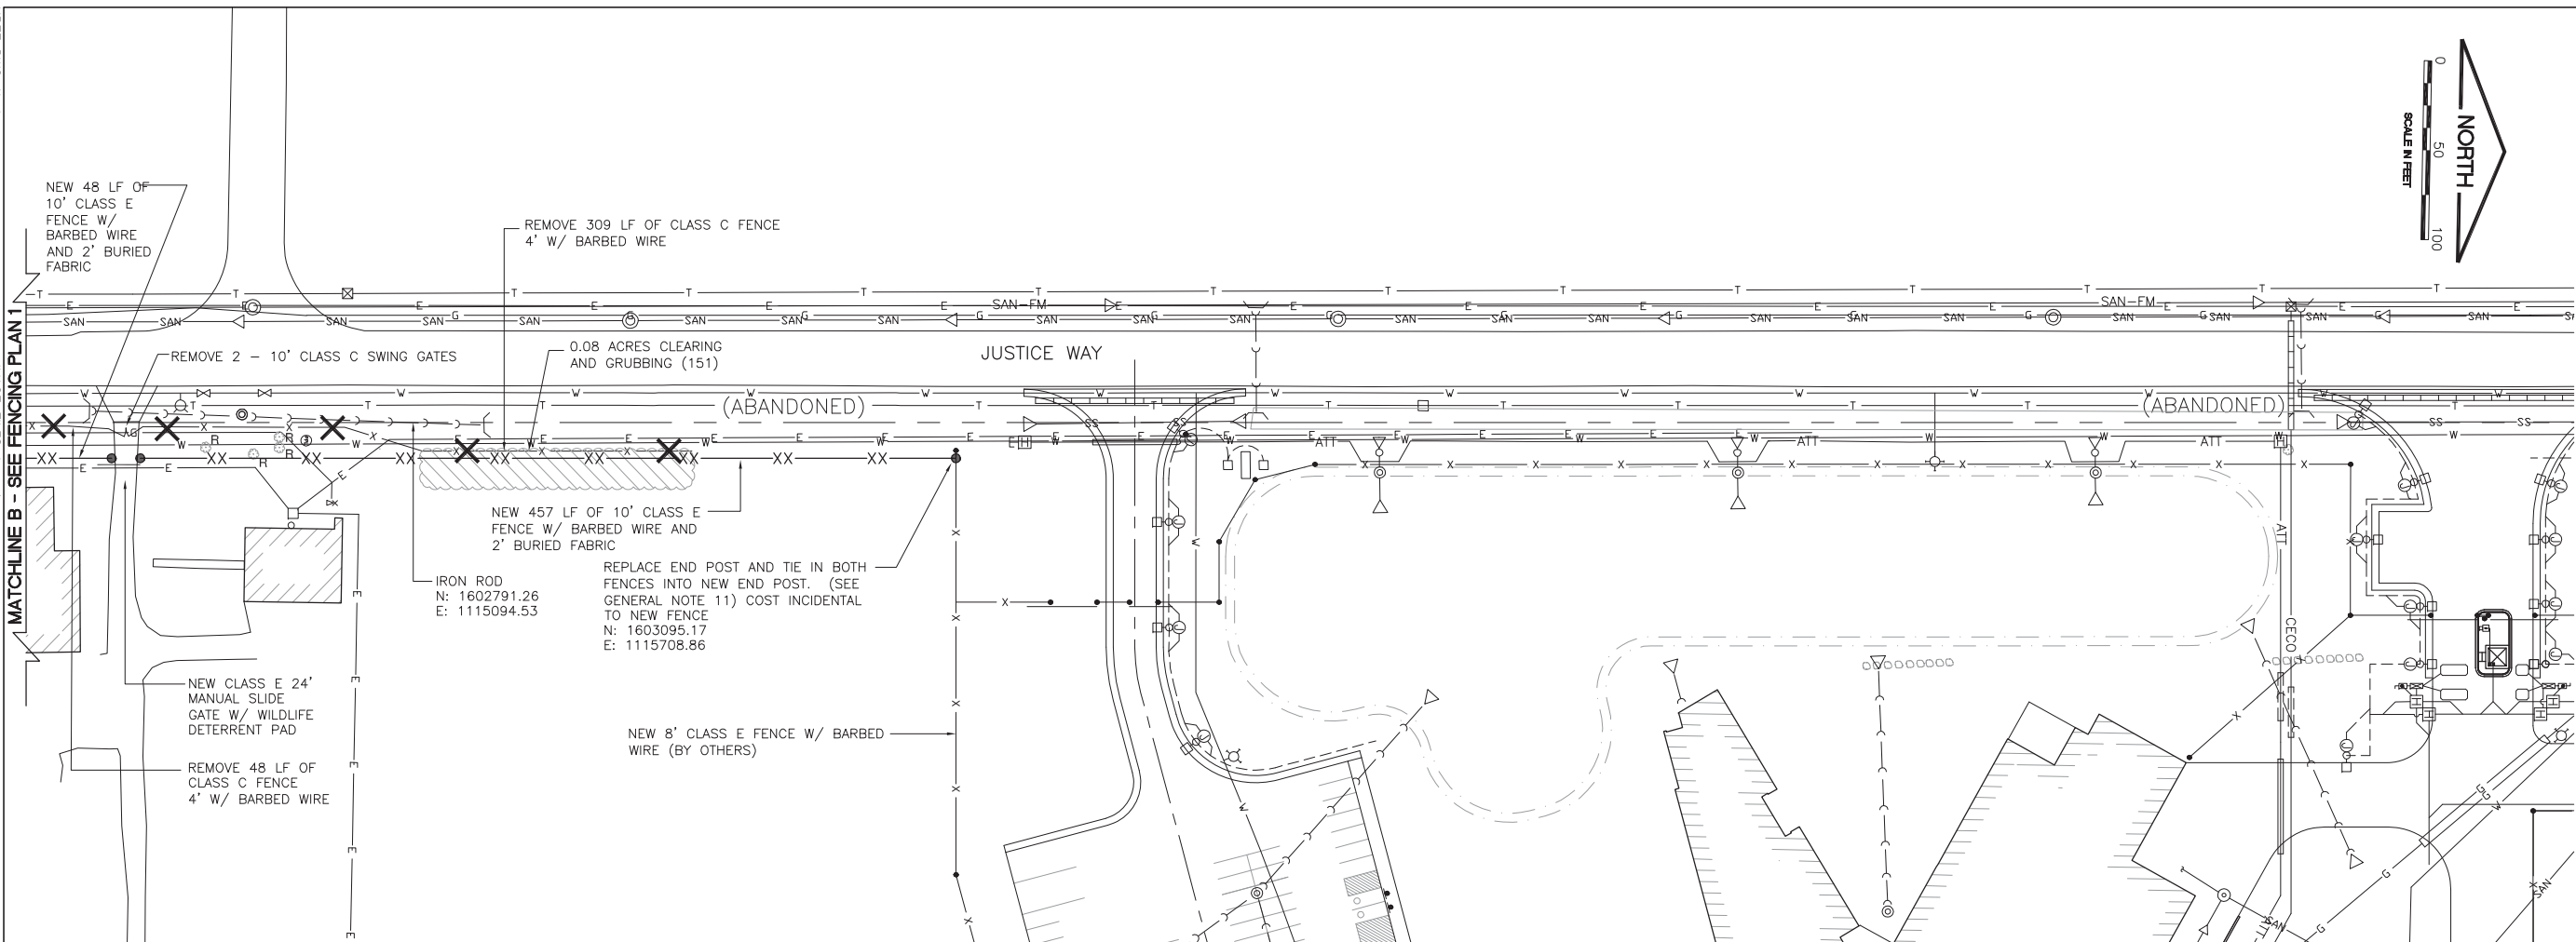 NEW 48 LF OF
10' CLASS E
FENCE W/
BARBED WIRE
AND 2' BURIED
FABRIC
REMOVE 309 LF OF CLASS C FENCE
4' W/ BARBED WIRE
0
50
100
SCALE IN FEET
NORTH
MATCHLINE B - SEE FENCING PLAN 1
SAN-FM
SAN-FM
REMOVE 2 - 10' CLASS C SWING GATES
0.08 ACRES CLEARING
AND GRUBBING (151)
JUSTICE WAY
(ABANDONED)
(ABANDONED)
NEW 457 LF OF 10' CLASS E
FENCE W/ BARBED WIRE AND
2' BURIED FABRIC
IRON ROD
N: 1602791.26
E: 1115094.53
REPLACE END POST AND TIE IN BOTH
FENCES INTO NEW END POST. (SEE
GENERAL NOTE 11) COST INCIDENTAL
TO NEW FENCE
N: 1603095.17
E: 1115708.86
NEW CLASS E 24'
MANUAL SLIDE
GATE W/ WILDLIFE
DETERRENT PAD
NEW 8' CLASS E FENCE W/ BARBED
WIRE (BY OTHERS)
REMOVE 48 LF OF
CLASS C FENCE
4' W/ BARBED WIRE
ATT
ATT
ATT
ATT
CECO